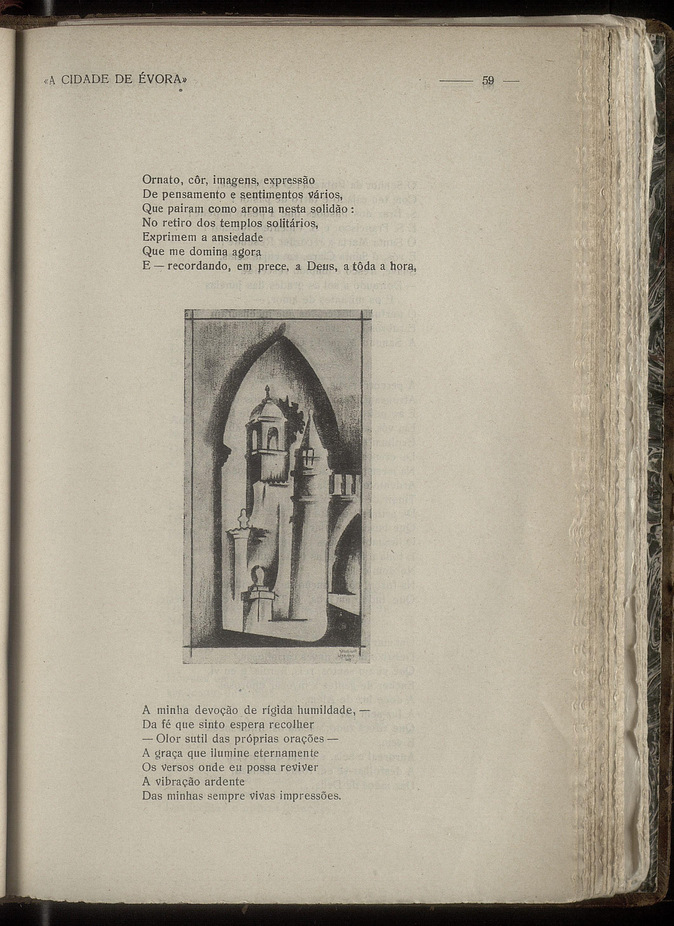 «A CIDADE DE ÉVORA»
—— 59 —
Ornato, côr, imagens, expressão
De pensamento e sentimentos vários,
Que pairam como aroma nesta solidão :
No retiro dos templos solitários,
Exprimem a ansiedade
Que me domina agora
E — recordando, em prece, a Deus, a tôda a hora,
A minha devoção de rígida humildade, —
Da fé que sinto espera recolher
— Olor sutil das próprias orações —
A graça que ilumine eternamente
Os versos onde eu possa reviver
A vibração ardente
Das minhas sempre vivas impressões.